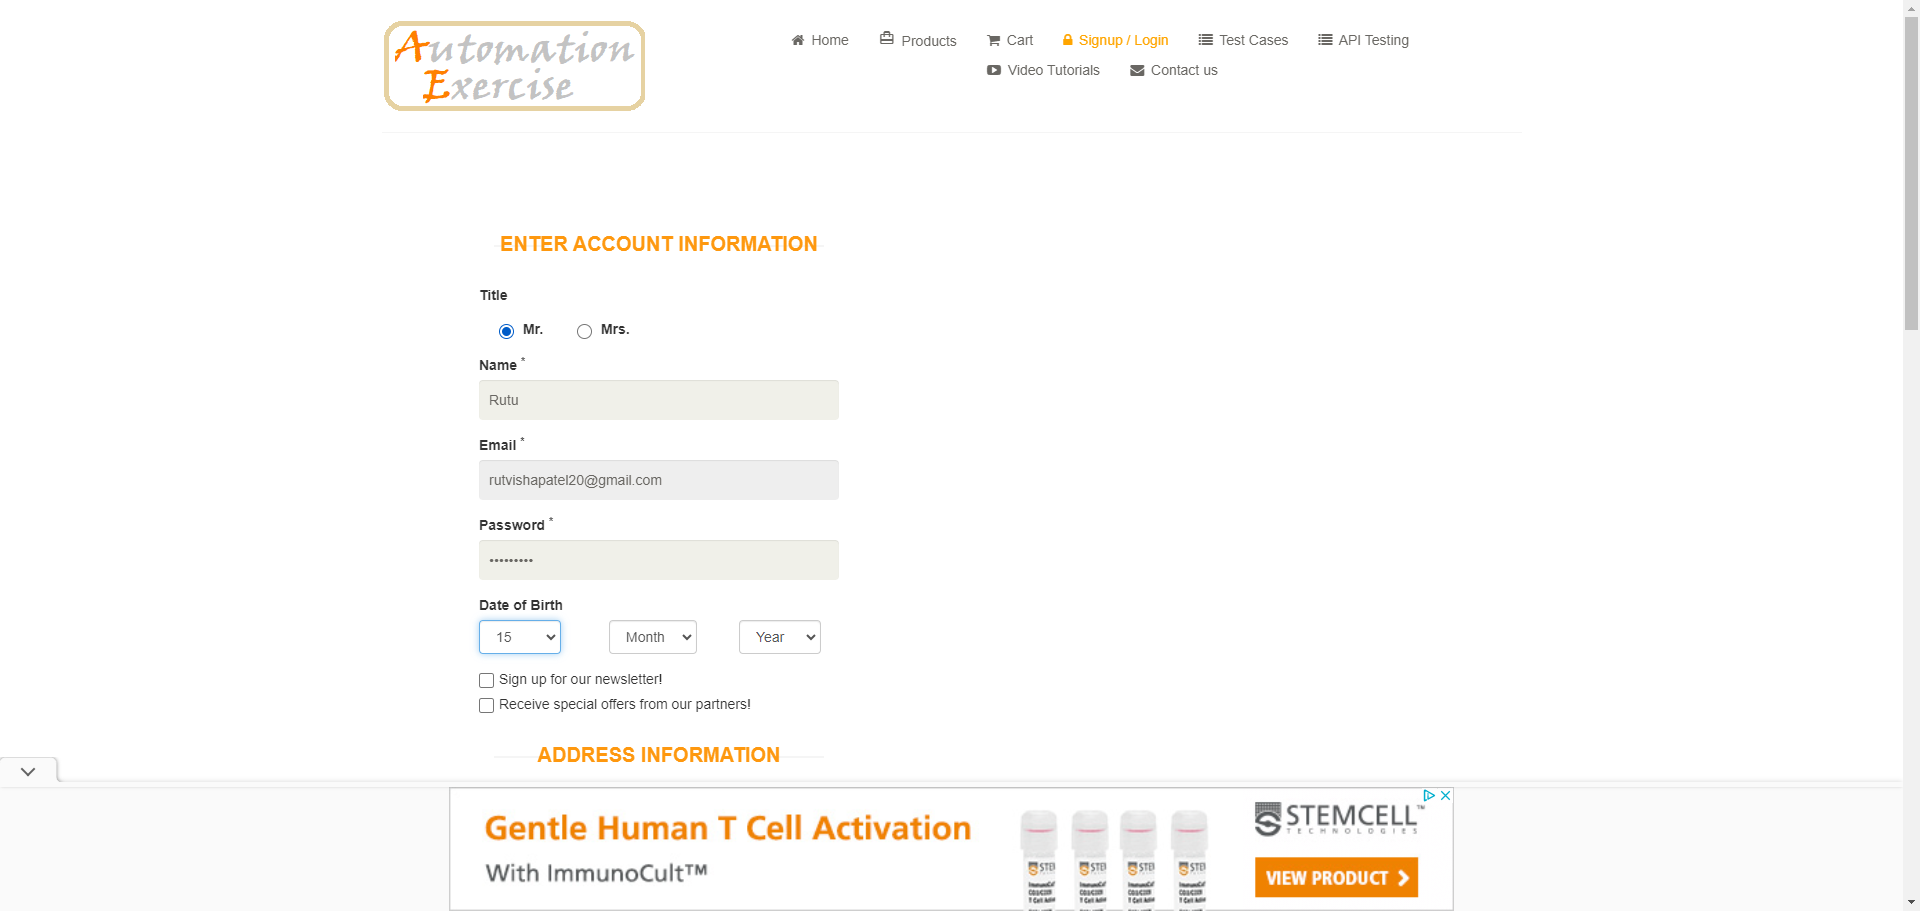 Automation
Exercise
Home
Products
Cart
Signup / Login
Test Cases
API Testing
Video Tutorials
Contact us
ENTER ACCOUNT INFORMATION
Title
Mr.
Mrs.
Name *
Rutu
Email *
rutvishapatel20@gmail.com
Password *
•••••••••
Date of Birth
15
Month
Year
Sign up for our newsletter!
Receive special offers from our partners!
ADDRESS INFORMATION
Gentle Human T Cell Activation
With ImmunoCult™
STEMCELL™
TECHNOLOGIES
VIEW PRODUCT